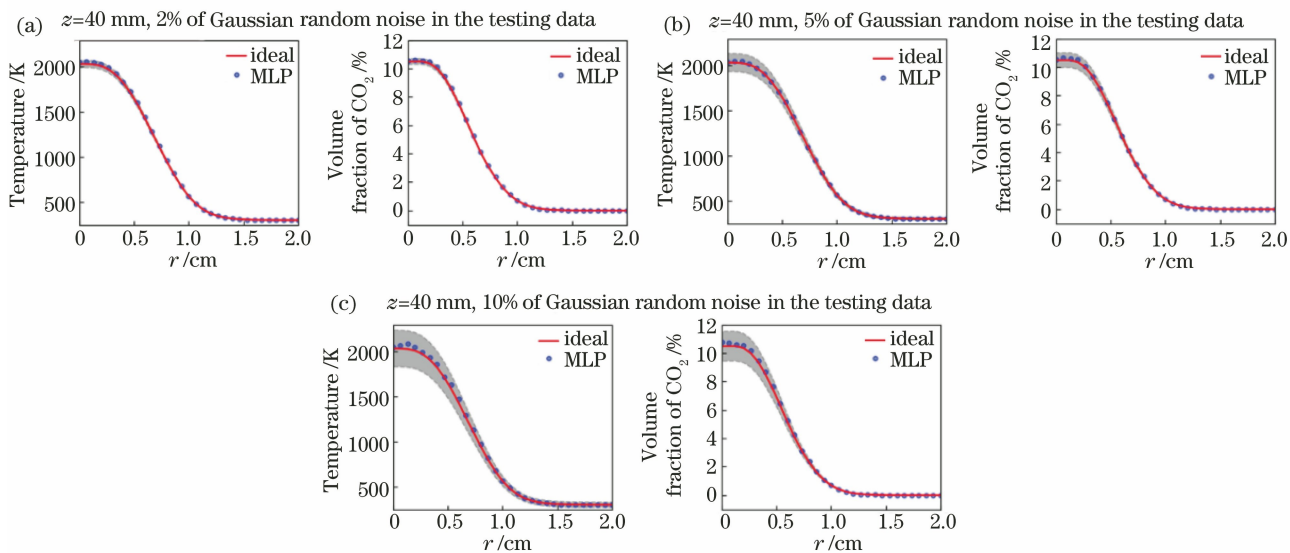 (a) z=40 mm, 2% of Gaussian random noise in the testing data
2000
1500
1000
500
Temperature /K
ideal
MLP
0 0.5 1.0 1.5 2.0
r /cm
12
10
8
6
4
2
0
Volume
fraction of CO₂ /%
ideal
MLP
0 0.5 1.0 1.5 2.0
r /cm
(b) z=40 mm, 5% of Gaussian random noise in the testing data
2000
1500
1000
500
Temperature /K
ideal
MLP
0 0.5 1.0 1.5 2.0
r /cm
12
10
8
6
4
2
0
Volume
fraction of CO₂ /%
ideal
MLP
0 0.5 1.0 1.5 2.0
r /cm
(c) z=40 mm, 10% of Gaussian random noise in the testing data
2000
1500
1000
500
Temperature /K
ideal
MLP
0 0.5 1.0 1.5 2.0
r /cm
12
10
8
6
4
2
0
Volume
fraction of CO₂ /%
ideal
MLP
0 0.5 1.0 1.5 2.0
r /cm